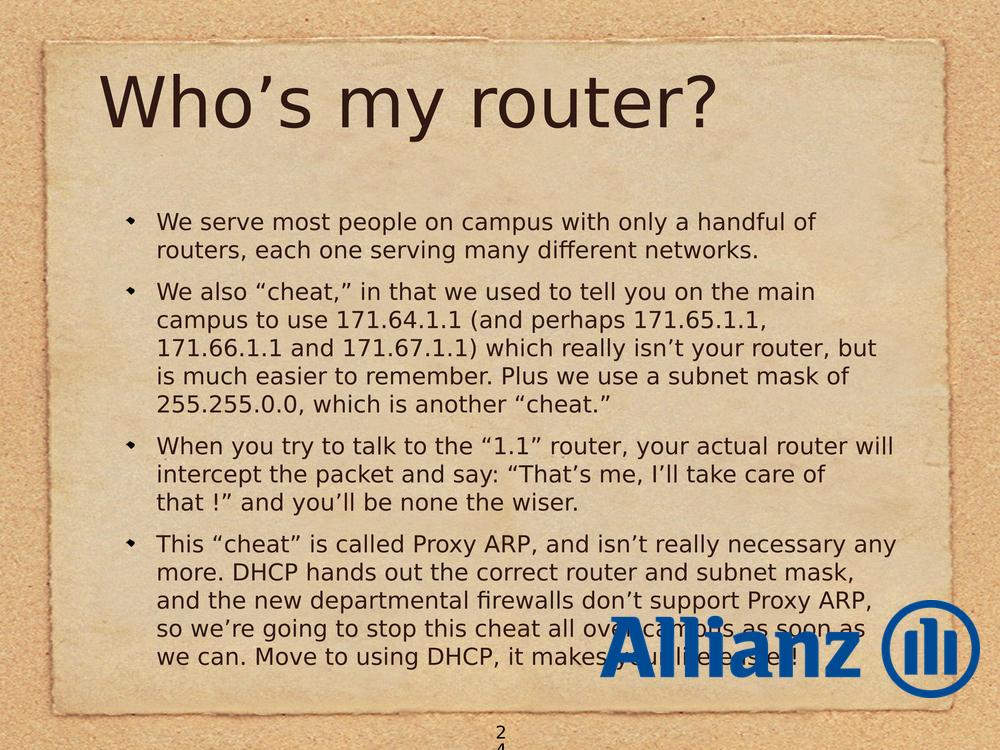 Who’s my router?
We serve most people on campus with only a handful of
routers, each one serving many different networks.
We also “cheat,” in that we used to tell you on the main
campus to use 171.64.1.1 (and perhaps 171.65.1.1,
171.66.1.1 and 171.67.1.1) which really isn’t your router, but
is much easier to remember. Plus we use a subnet mask of
255.255.0.0, which is another “cheat.”
When you try to talk to the “1.1” router, your actual router will
intercept the packet and say: “That’s me, I’ll take care of
that !” and you’ll be none the wiser.
This “cheat” is called Proxy ARP, and isn’t really necessary any
more. DHCP hands out the correct router and subnet mask,
and the new departmental firewalls don’t support Proxy ARP,
so we’re going to stop this cheat all over campus as soon as
we can. Move to using DHCP, it makes your life easier!
Allianz
2
4